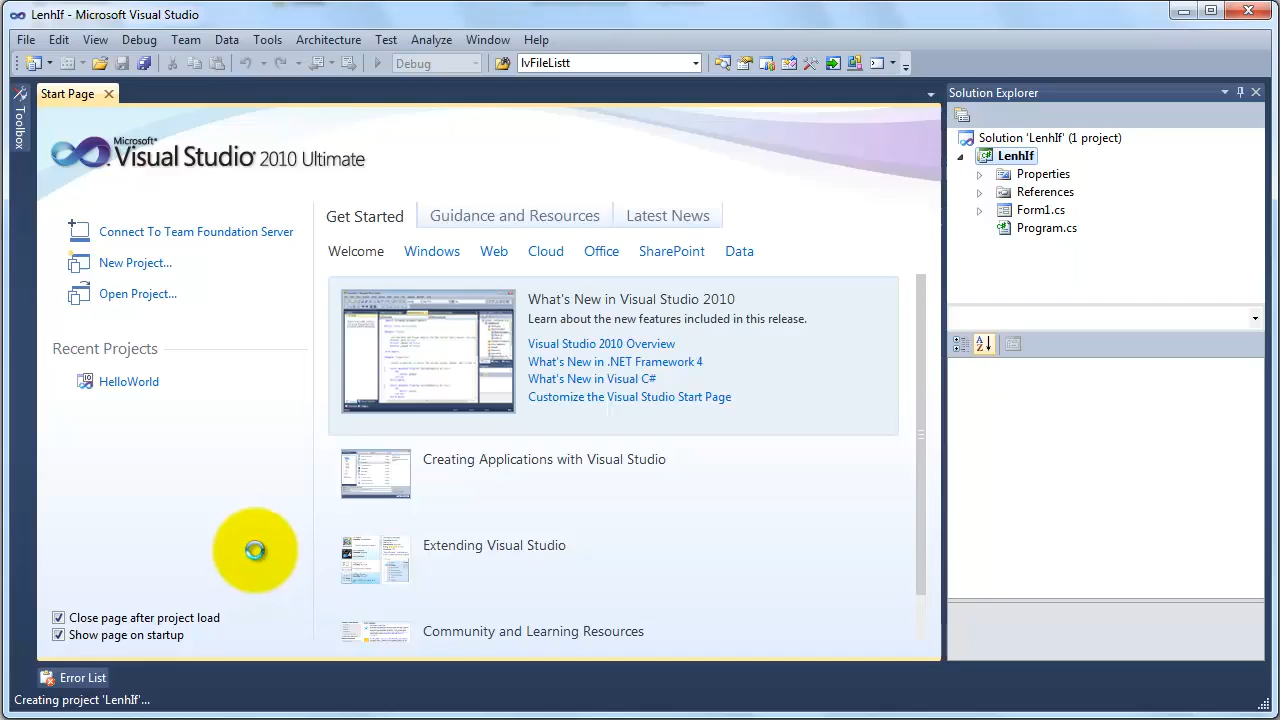 LenhIf - Microsoft Visual Studio
File Edit View Debug Team Data Tools Architecture Test Analyze Window Help
Debug
lvFileListt
Toolbox
Start Page
Microsoft®
Visual Studio® 2010 Ultimate
Connect To Team Foundation Server
New Project...
Open Project...
Recent Projects
HelloWorld
Close page after project load
Show page on startup
Get Started Guidance and Resources Latest News
Welcome Windows Web Cloud Office SharePoint Data
What's New in Visual Studio 2010
Learn about the new features included in this release.
Visual Studio 2010 Overview
What's New in .NET Framework 4
What's New in Visual C#
Customize the Visual Studio Start Page
Creating Applications with Visual Studio
Extending Visual Studio
Community and Learning Resources
Solution Explorer
Solution 'LenhIf' (1 project)
LenhIf
Properties
References
Form1.cs
Program.cs
Error List
Creating project 'LenhIf'...